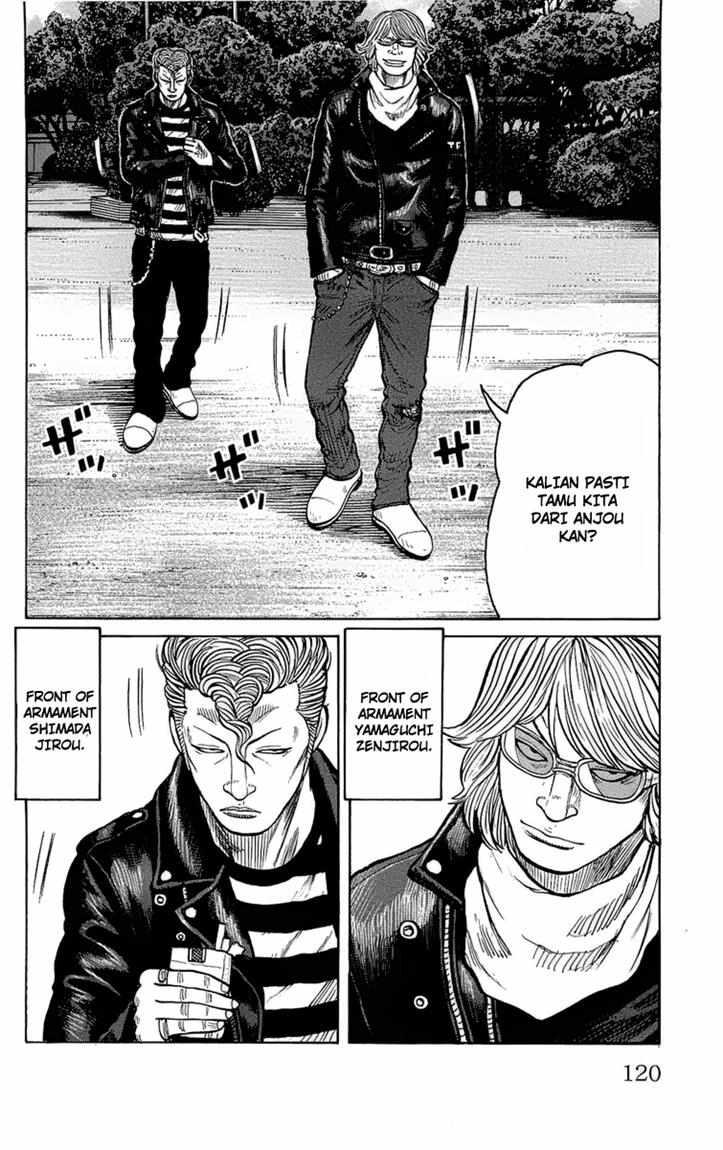 ザッ
ザッ
ザッ
KALIAN PASTI
TAMU KITA
DARI ANJOU
KAN?
FRONT OF
ARMAMENT
YAMAGUCHI
ZENJIROU.
FRONT OF
ARMAMENT
SHIMADA
JIROU.
120